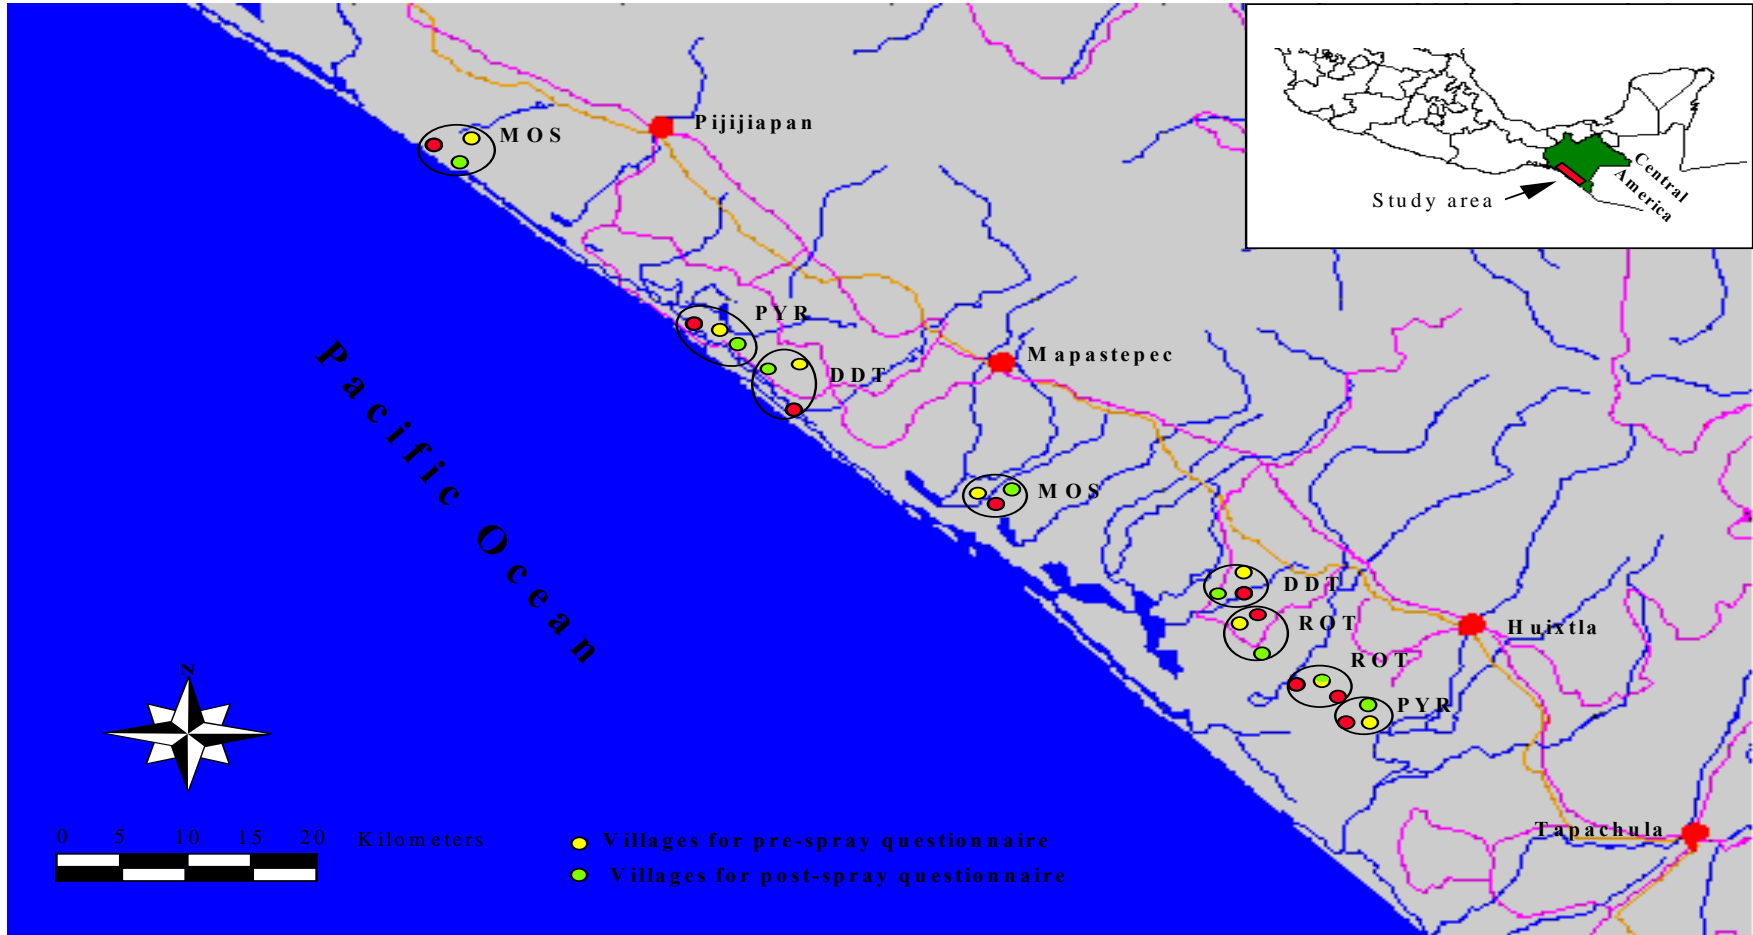 MOS
Pijijiapan
Study area
Central
America
PYR
DDT
Mapastepec
Pacific Ocean
MOS
DDT
ROT
Huixtla
ROT
PYR
N
Tapachula
0 5 10 15 20 Kilometers
Villages for pre-spray questionnaire
Villages for post-spray questionnaire